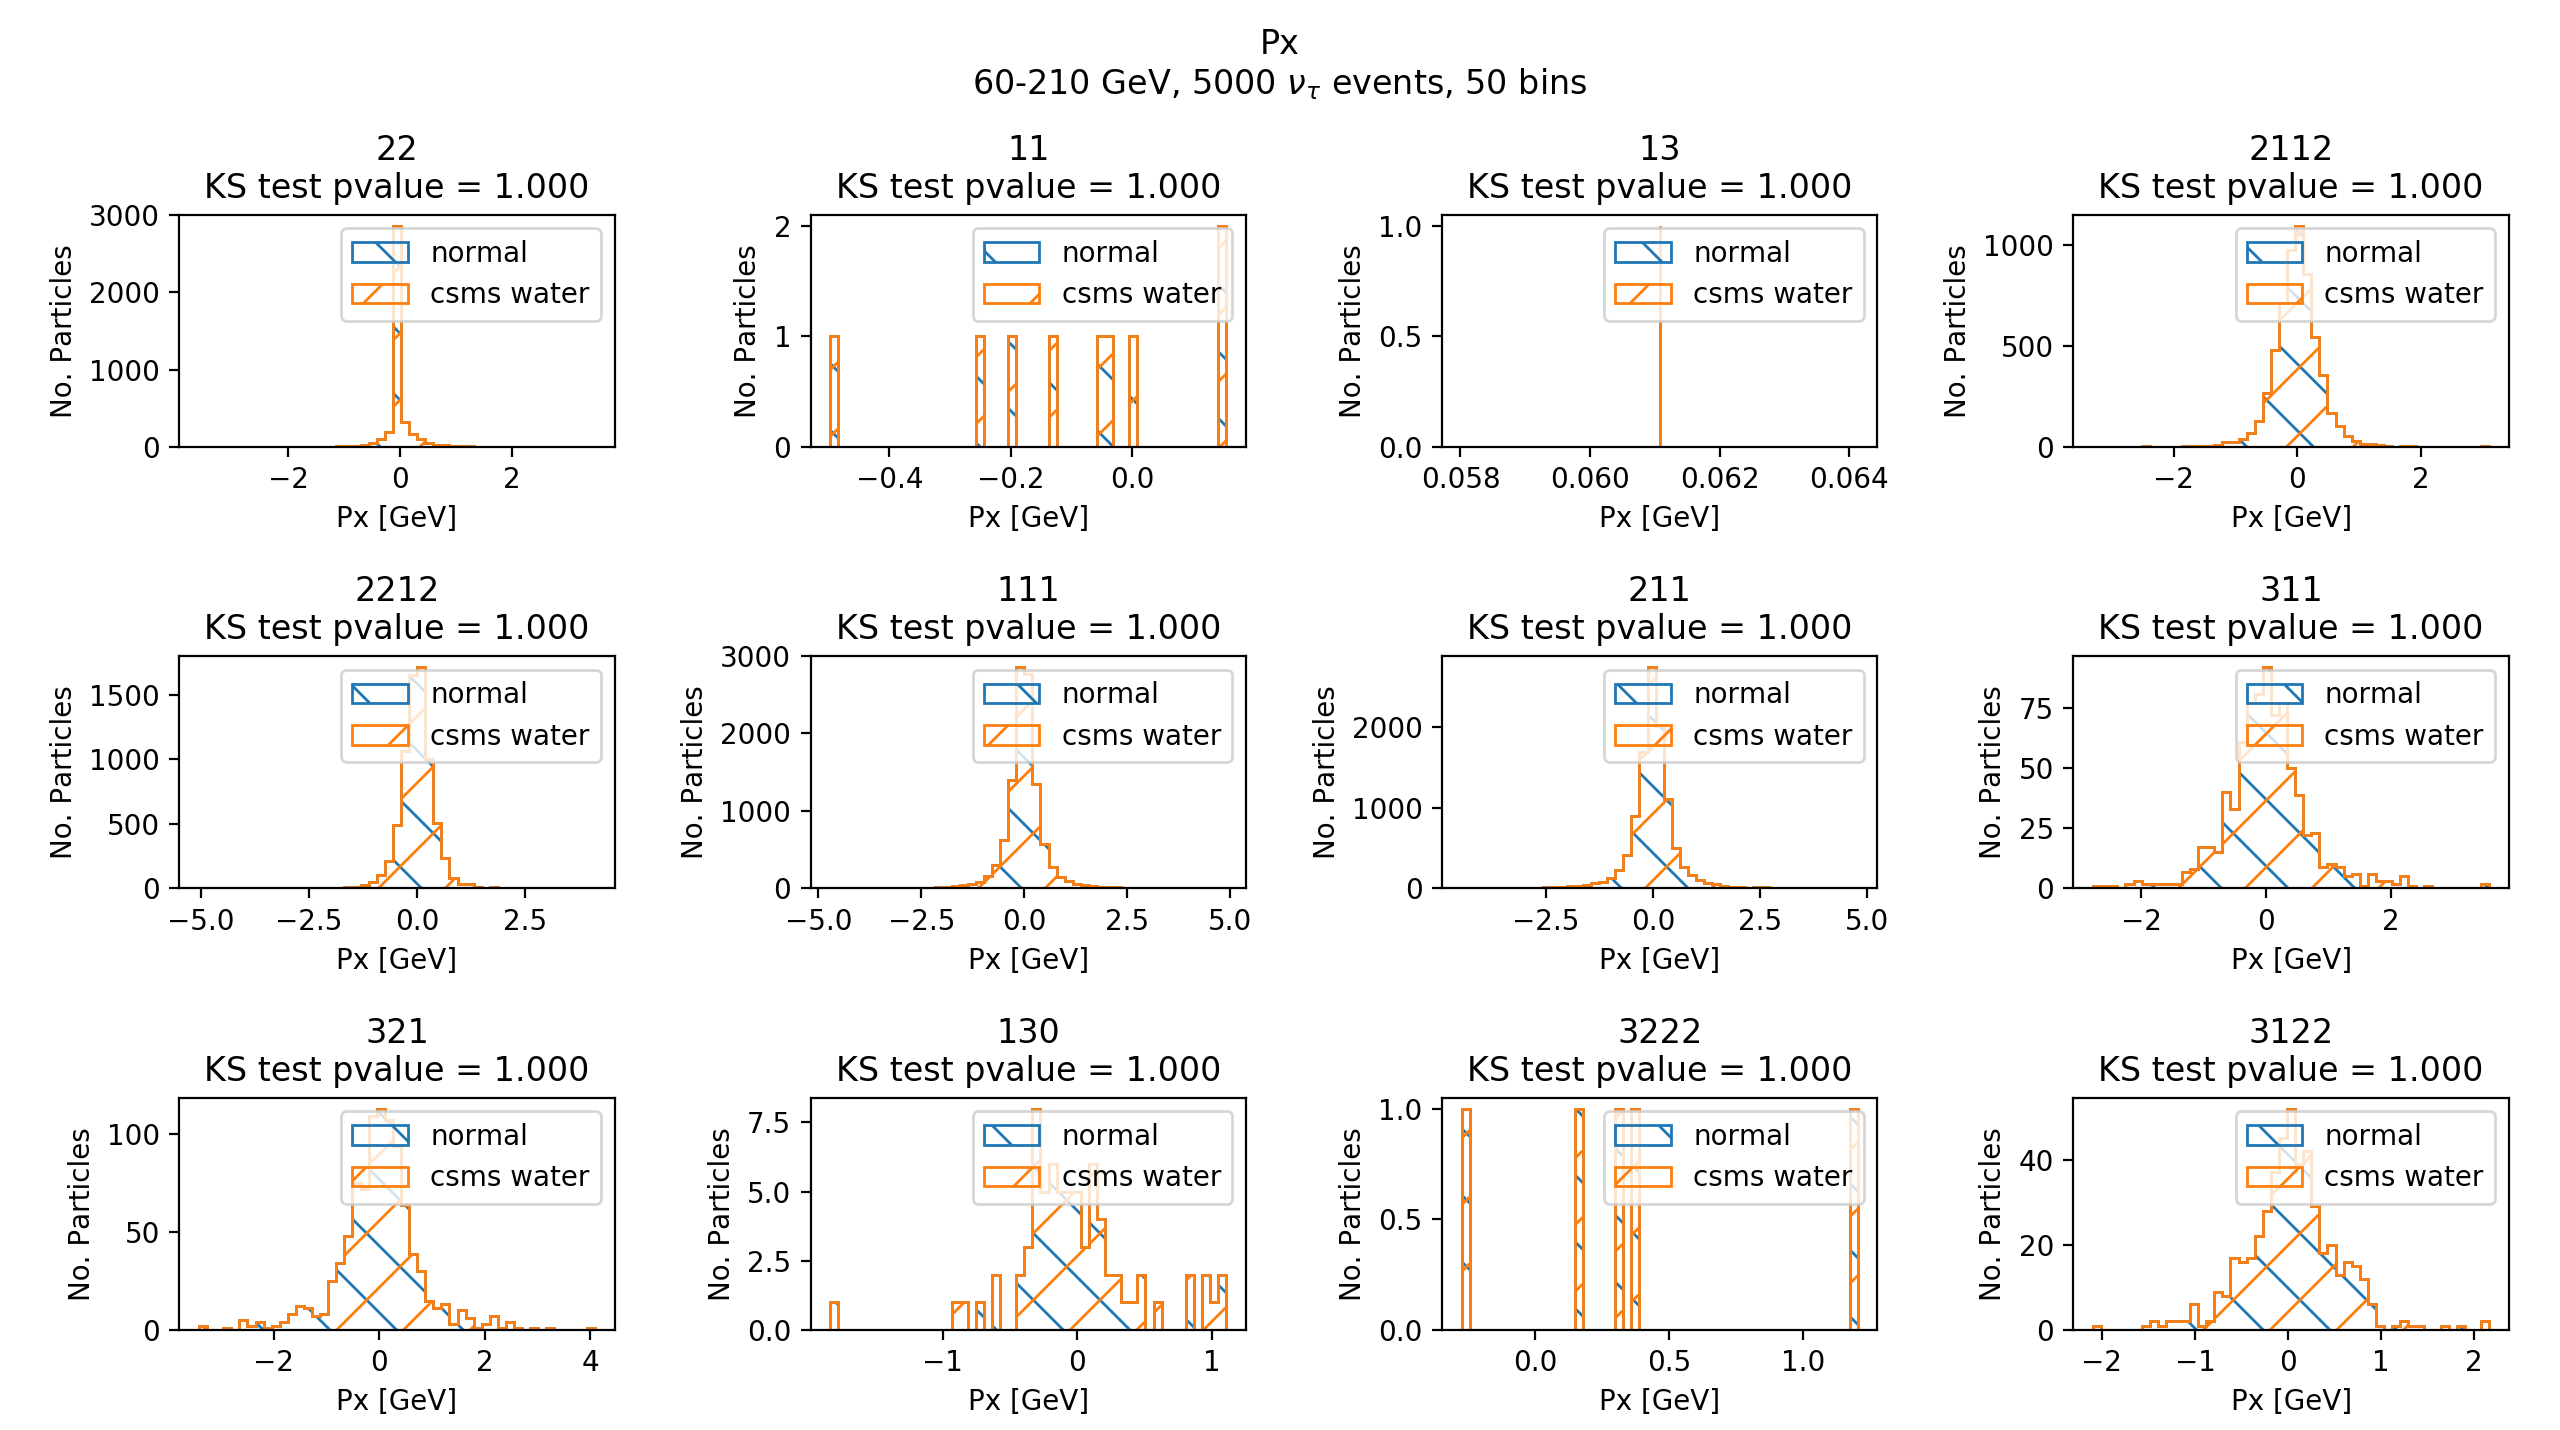 Px
60-210 GeV, 5000 ν_τ events, 50 bins
22
KS test pvalue = 1.000
No. Particles
3000
2000
1000
0
normal
csms water
−2
0
2
Px [GeV]
11
KS test pvalue = 1.000
No. Particles
2
1
0
normal
csms water
−0.4
−0.2
0.0
Px [GeV]
13
KS test pvalue = 1.000
No. Particles
1.0
0.5
0.0
normal
csms water
0.058
0.060
0.062
0.064
Px [GeV]
2112
KS test pvalue = 1.000
No. Particles
1000
500
0
normal
csms water
−2
0
2
Px [GeV]
2212
KS test pvalue = 1.000
No. Particles
1500
1000
500
0
normal
csms water
−5.0
−2.5
0.0
2.5
Px [GeV]
111
KS test pvalue = 1.000
No. Particles
3000
2000
1000
0
normal
csms water
−5.0
−2.5
0.0
2.5
5.0
Px [GeV]
211
KS test pvalue = 1.000
No. Particles
2000
1000
0
normal
csms water
−2.5
0.0
2.5
5.0
Px [GeV]
311
KS test pvalue = 1.000
No. Particles
75
50
25
0
normal
csms water
−2
0
2
Px [GeV]
321
KS test pvalue = 1.000
No. Particles
100
50
0
normal
csms water
−2
0
2
4
Px [GeV]
130
KS test pvalue = 1.000
No. Particles
7.5
5.0
2.5
0.0
normal
csms water
−1
0
1
Px [GeV]
3222
KS test pvalue = 1.000
No. Particles
1.0
0.5
0.0
normal
csms water
0.0
0.5
1.0
Px [GeV]
3122
KS test pvalue = 1.000
No. Particles
40
20
0
normal
csms water
−2
−1
0
1
2
Px [GeV]